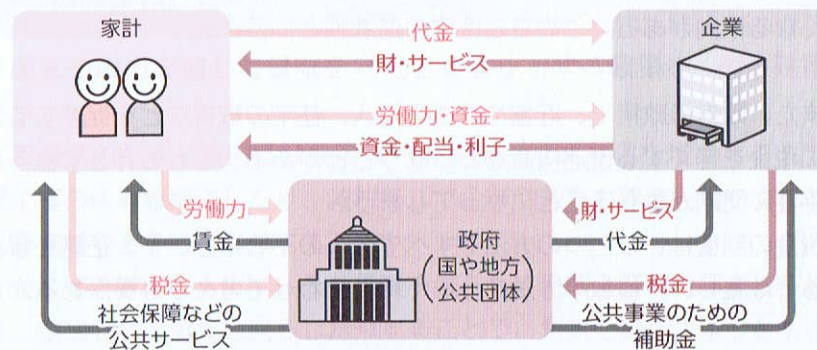 家計
企業
代金
財・サービス
労働力・資金
資金・配当・利子
労働力
賃金
財・サービス
代金
政府
(国や地方
公共団体)
税金
社会保障などの
公共サービス
税金
公共事業のための
補助金